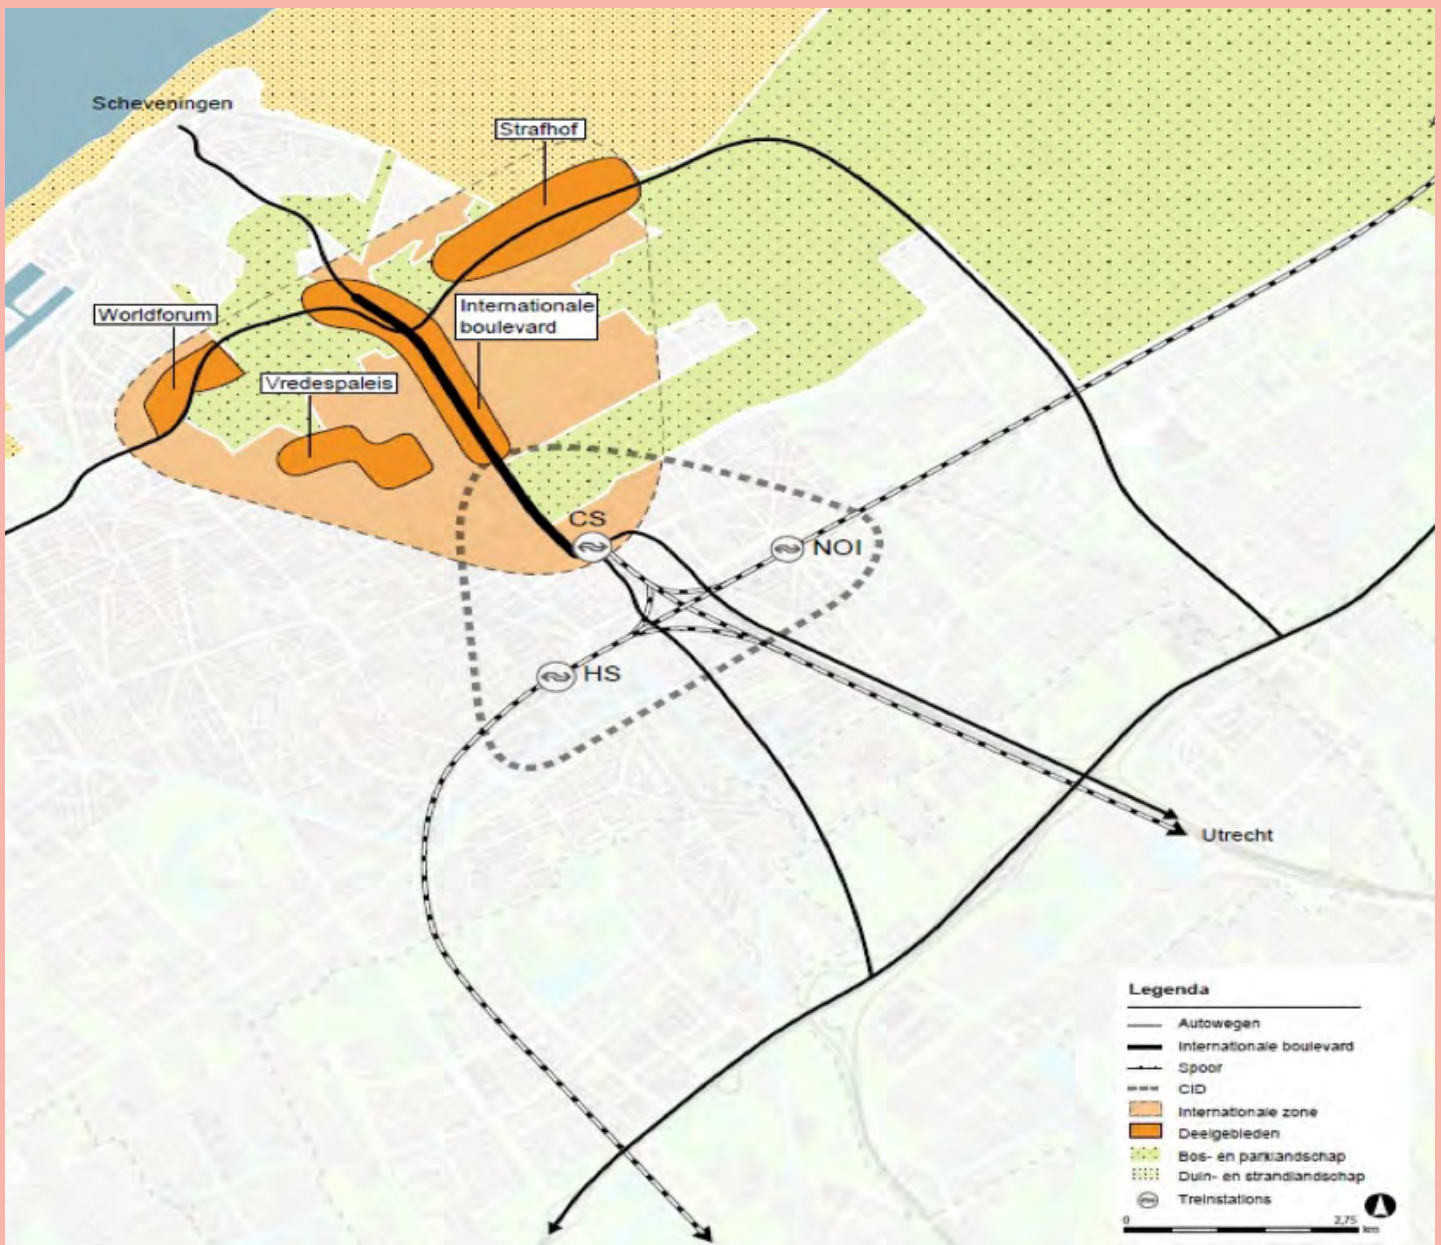 Scheveningen
Strafhof
Internationale
boulevard
Worldforum
Vredespaleis
CS
NOI
HS
Utrecht
Legenda
Autowegen
Internationale boulevard
Spoor
CID
Internationale zone
Deelgebieden
Bos- en parklandschap
Duin- en strandlandschap
Treinstations
0 2,75
km